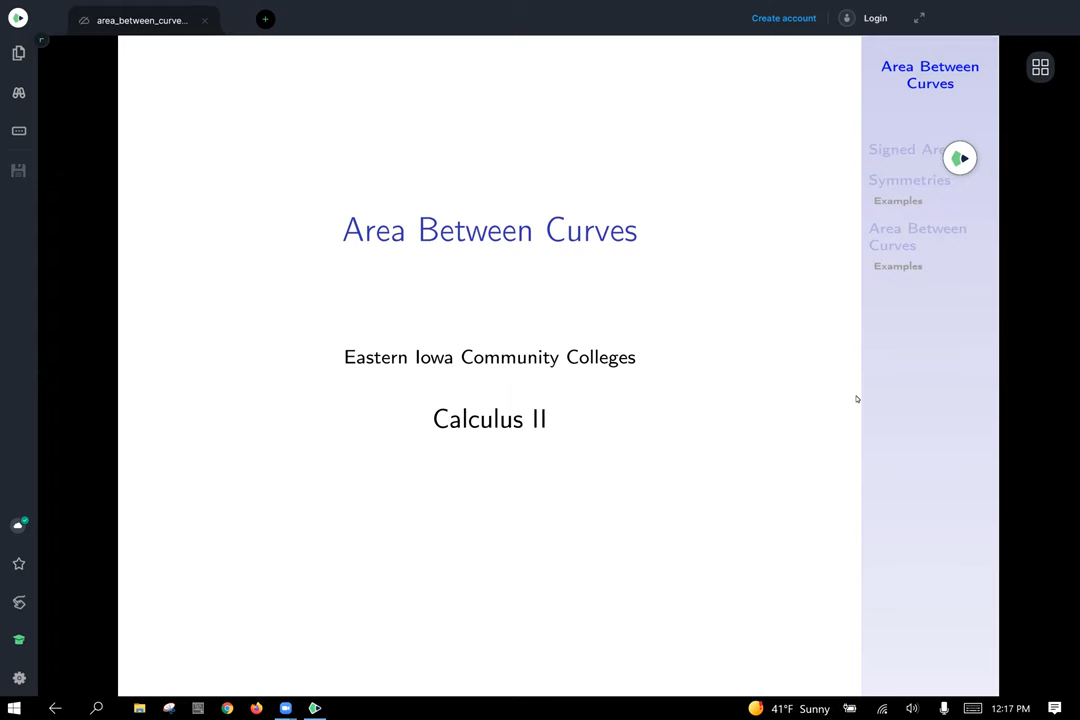 area_between_curve...
Create account
Login
Area Between
Curves
Signed
Symmetries
Examples
Area Between
Curves
Examples
Area Between Curves
Eastern Iowa Community Colleges
Calculus II
41°F Sunny
12:17 PM